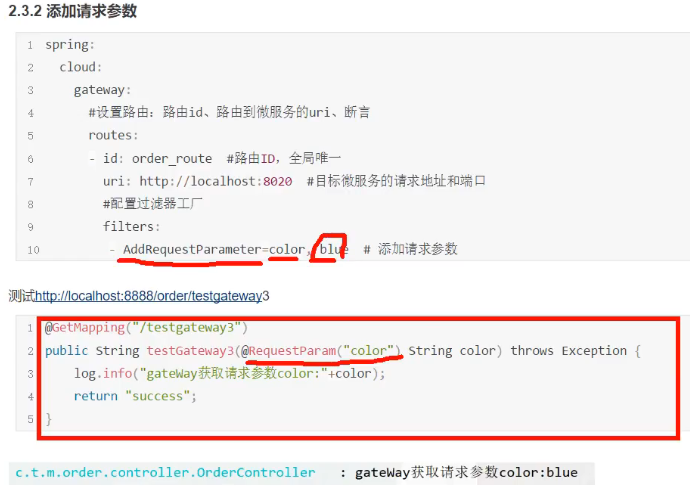 2.3.2 添加请求参数
1 spring:
2 cloud:
3 gateway:
4 #设置路由：路由id、路由到微服务的uri、断言
5 routes:
6 - id: order_route #路由ID，全局唯一
7 uri: http://localhost:8020 #目标微服务的请求地址和端口
8 #配置过滤器工厂
9 filters:
10 - AddRequestParameter=color, blue # 添加请求参数
测试http://localhost:8888/order/testgateway3
1 @GetMapping("/testgateway3")
2 public String testGateway3(@RequestParam("color") String color) throws Exception {
3 log.info("gateWay获取请求参数color:"+color);
4 return "success";
5 }
c.t.m.order.controller.OrderController : gateWay获取请求参数color:blue